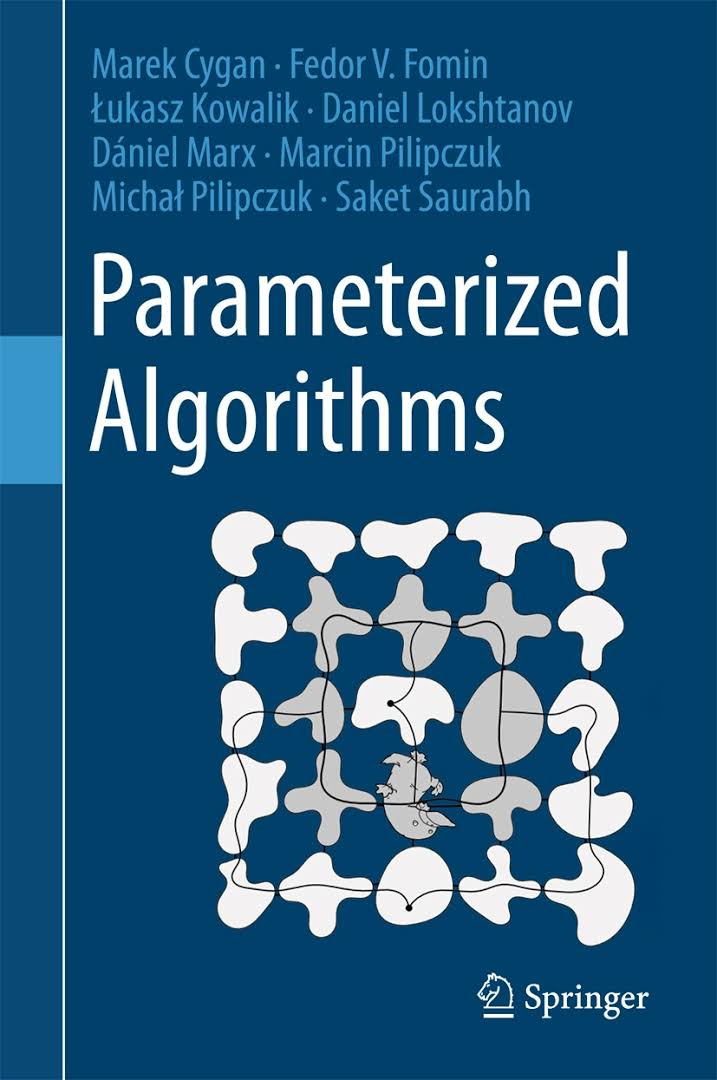 Marek Cygan · Fedor V. Fomin
Łukasz Kowalik · Daniel Lokshtanov
Dániel Marx · Marcin Pilipczuk
Michał Pilipczuk · Saket Saurabh
Parameterized
Algorithms
Springer